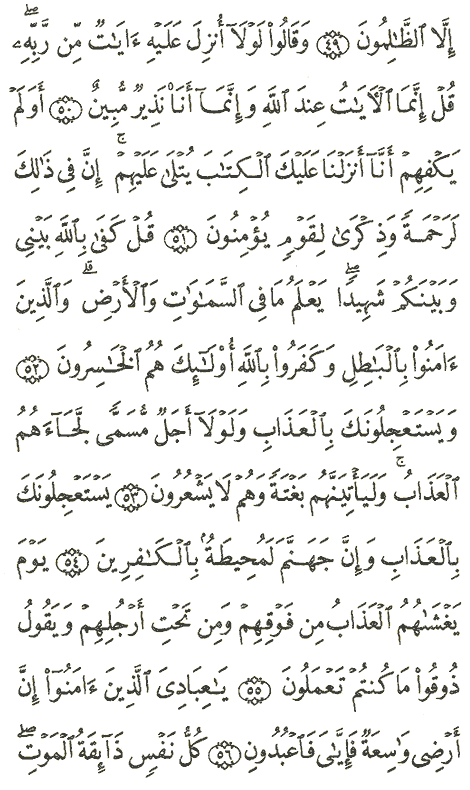 إِلَّا ٱلظَّٰلِمُونَ ٤٩ وَقَالُوا۟ لَوْلَآ أُنزِلَ عَلَيْهِ ءَايَٰتٌ مِّن رَّبِّهِۦۖ
قُلْ إِنَّمَا ٱلْءَايَٰتُ عِندَ ٱللَّهِ وَإِنَّمَآ أَنَا۠ نَذِيرٌ مُّبِينٌ ٥٠ أَوَلَمْ
يَكْفِهِمْ أَنَّآ أَنزَلْنَا عَلَيْكَ ٱلْكِتَٰبَ يُتْلَىٰ عَلَيْهِمْۚ إِنَّ فِى ذَٰلِكَ
لَرَحْمَةً وَذِكْرَىٰ لِقَوْمٍ يُؤْمِنُونَ ٥١ قُلْ كَفَىٰ بِٱللَّهِ بَيْنِى
وَبَيْنَكُمْ شَهِيدًاۖ يَعْلَمُ مَا فِى ٱلسَّمَٰوَٰتِ وَٱلْأَرْضِۗ وَٱلَّذِينَ
ءَامَنُوا۟ بِٱلْبَٰطِلِ وَكَفَرُوا۟ بِٱللَّهِ أُو۟لَٰٓئِكَ هُمُ ٱلْخَٰسِرُونَ ٥٢
وَيَسْتَعْجِلُونَكَ بِٱلْعَذَابِ وَلَوْلَآ أَجَلٌ مُّسَمًّى لَّجَآءَهُمُ
ٱلْعَذَابُۚ وَلَيَأْتِيَنَّهُم بَغْتَةً وَهُمْ لَا يَشْعُرُونَ ٥٣ يَسْتَعْجِلُونَكَ
بِٱلْعَذَابِ وَإِنَّ جَهَنَّمَ لَمُحِيطَةٌۢ بِٱلْكَٰفِرِينَ ٥٤ يَوْمَ
يَغْشَىٰهُمُ ٱلْعَذَابُ مِن فَوْقِهِمْ وَمِن تَحْتِ أَرْجُلِهِمْ وَيَقُولُ
ذُوقُوا۟ مَا كُنتُمْ تَعْمَلُونَ ٥٥ يَٰعِبَادِىَ ٱلَّذِينَ ءَامَنُوٓا۟ إِنَّ
أَرْضِى وَٰسِعَةٌ فَإِيَّٰىَ فَٱعْبُدُونِ ٥٦ كُلُّ نَفْسٍ ذَآئِقَةُ ٱلْمَوْتِۖ